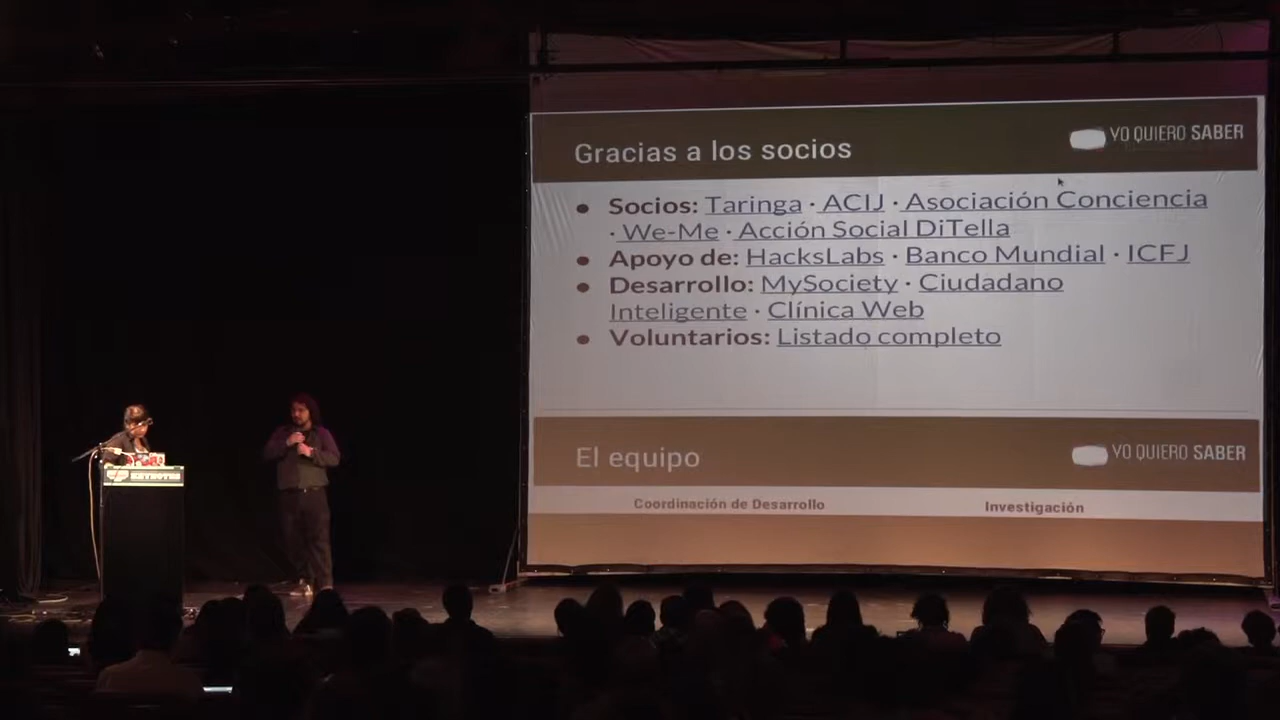 Gracias a los socios
YO QUIERO SABER
● Socios: Taringa · ACIJ · Asociación Conciencia
· We-Me · Acción Social DiTella
● Apoyo de: HacksLabs · Banco Mundial · ICFJ
● Desarrollo: MySociety · Ciudadano
Inteligente · Clínica Web
● Voluntarios: Listado completo
El equipo
YO QUIERO SABER
Coordinación de Desarrollo
Investigación